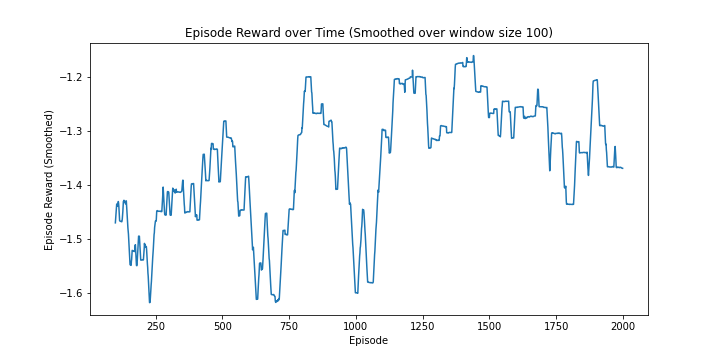 Episode Reward over Time (Smoothed over window size 100)
Episode Reward (Smoothed)
−1.2
−1.3
−1.4
−1.5
−1.6
250 500 750 1000 1250 1500 1750 2000
Episode